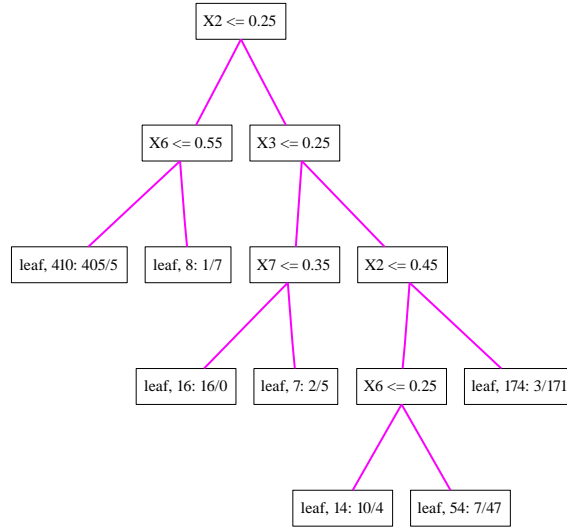 X2 <= 0.25
X6 <= 0.55
X3 <= 0.25
leaf, 410: 405/5
leaf, 8: 1/7
X7 <= 0.35
X2 <= 0.45
leaf, 16: 16/0
leaf, 7: 2/5
X6 <= 0.25
leaf, 174: 3/171
leaf, 14: 10/4
leaf, 54: 7/47